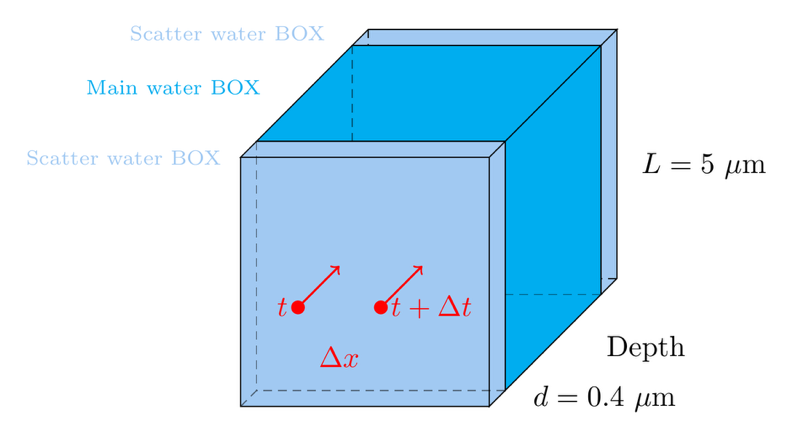 Scatter water BOX
Main water BOX
Scatter water BOX
L = 5 μm
t
t + Δt
Δx
Depth
d = 0.4 μm